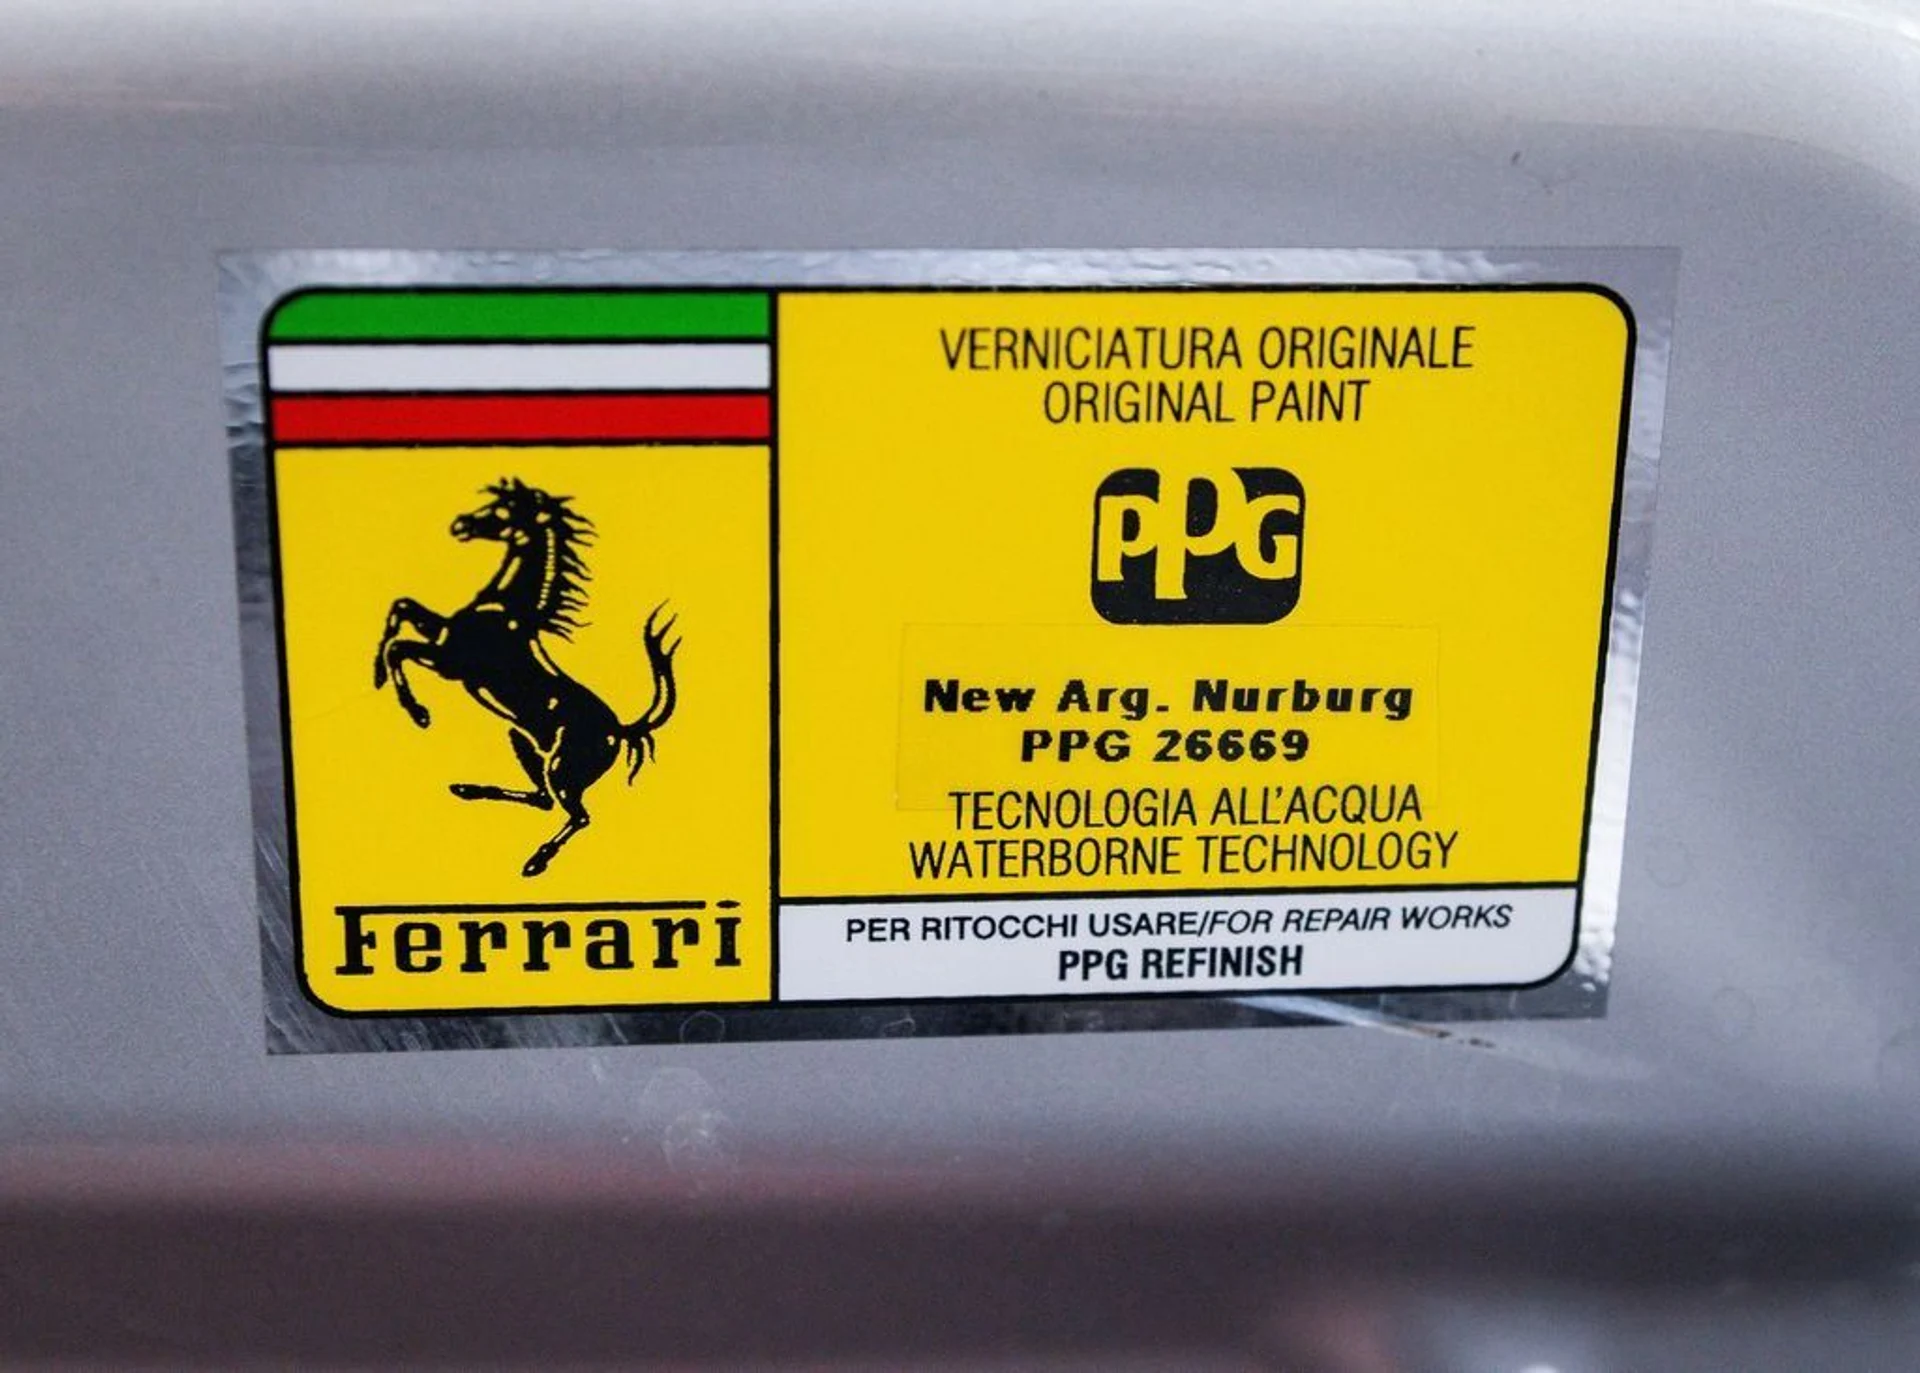 VERNICIATURA ORIGINALE
ORIGINAL PAINT
PPG
New Arg. Nurburg
PPG 26669
TECNOLOGIA ALL'ACQUA
WATERBORNE TECHNOLOGY
Ferrari
PER RITOCCHI USARE/FOR REPAIR WORKS
PPG REFINISH